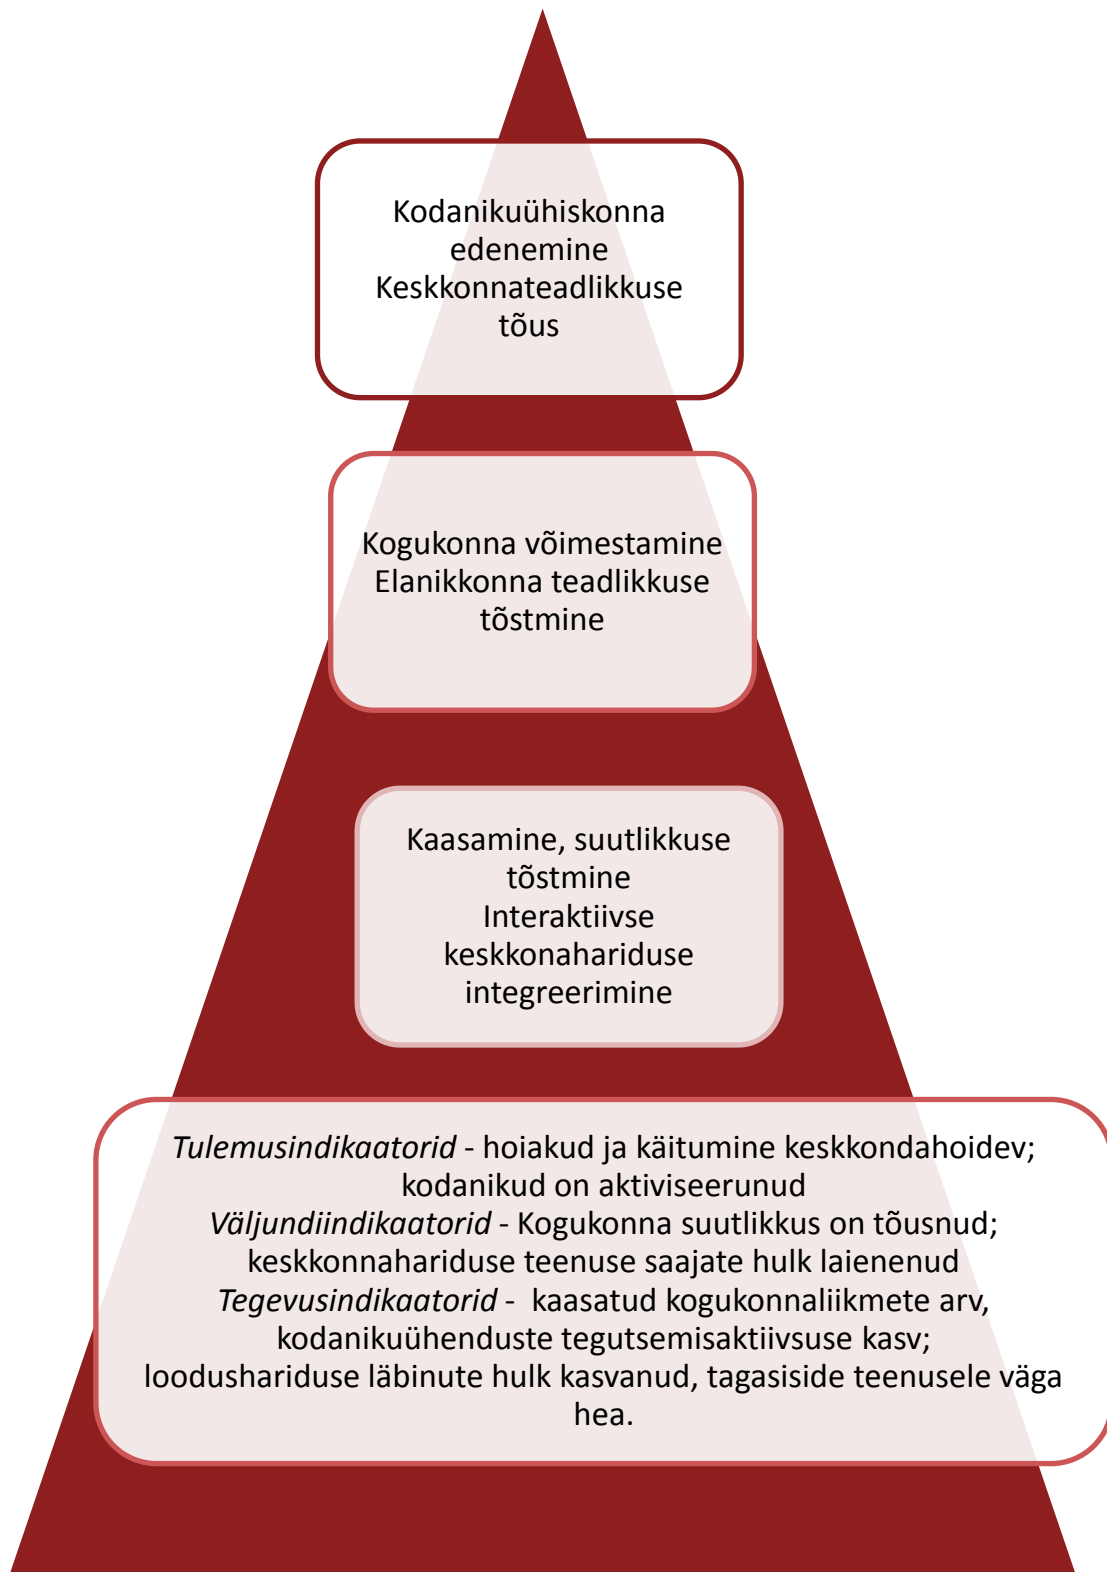 Kodanikuühiskonna
edenemine
Keskkonnateadlikkuse
tõus
Kogukonna võimestamine
Elanikkonna teadlikkuse
tõstmine
Kaasamine, suutlikkuse
tõstmine
Interaktiivse
keskkonahariduse
integreerimine
Tulemusindikaatorid - hoiakud ja käitumine keskkondahoidev;
kodanikud on aktiviseerunud
Väljundiindikaatorid - Kogukonna suutlikkus on tõusnud;
keskkonnahariduse teenuse saajate hulk laienenud
Tegevusindikaatorid -  kaasatud kogukonnaliikmete arv,
kodanikuühenduste tegutsemisaktiivsuse kasv;
loodushariduse läbinute hulk kasvanud, tagasiside teenusele väga
hea.